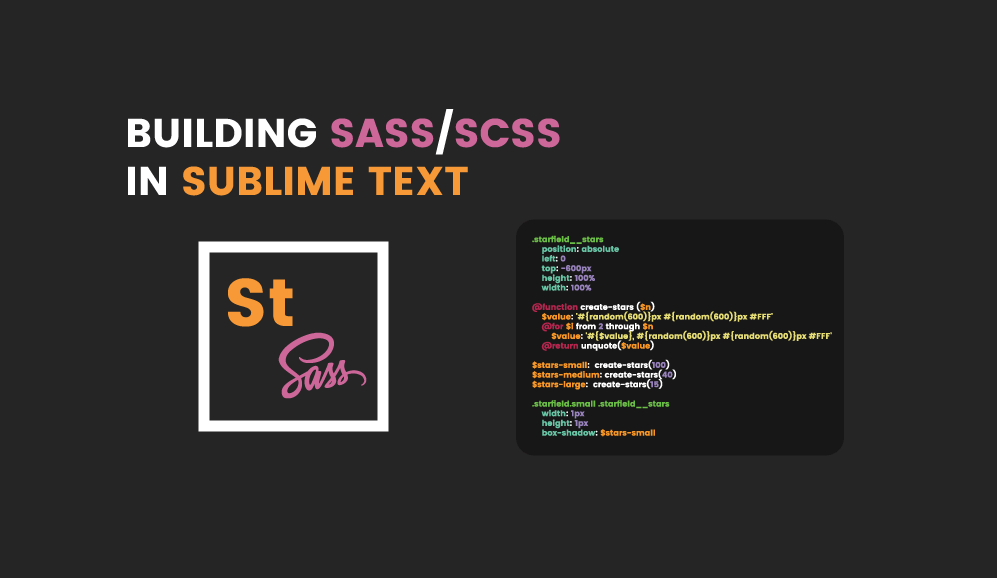 BUILDING SASS/SCSS
IN SUBLIME TEXT
St
Sass
.starfield__stars
position: absolute
left: 0
top: -600px
height: 100%
width: 100%
@function create-stars ($n)
$value: '#{random(600)}px #{random(600)}px #FFF'
@for $i from 2 through $n
$value: '#{$value}, #{random(600)}px #{random(600)}px #FFF'
@return unquote($value)
$stars-small: create-stars(100)
$stars-medium: create-stars(40)
$stars-large: create-stars(15)
.starfield.small .starfield__stars
width: 1px
height: 1px
box-shadow: $stars-small